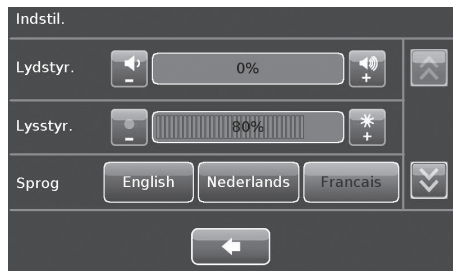 Indstil.
Lydstyr. − 0% +
Lysstyr. − 80% +
Sprog English Nederlands Francais